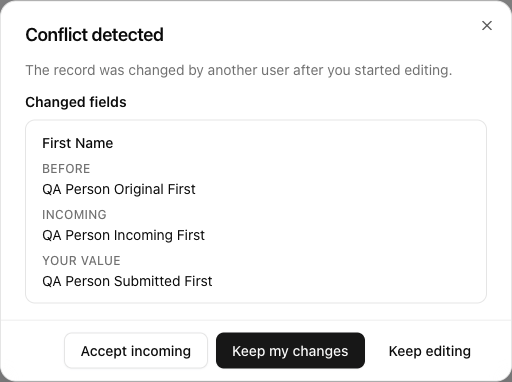 Conflict detected
The record was changed by another user after you started editing.
Changed fields
First Name
BEFORE
QA Person Original First
INCOMING
QA Person Incoming First
YOUR VALUE
QA Person Submitted First
Accept incoming
Keep my changes
Keep editing